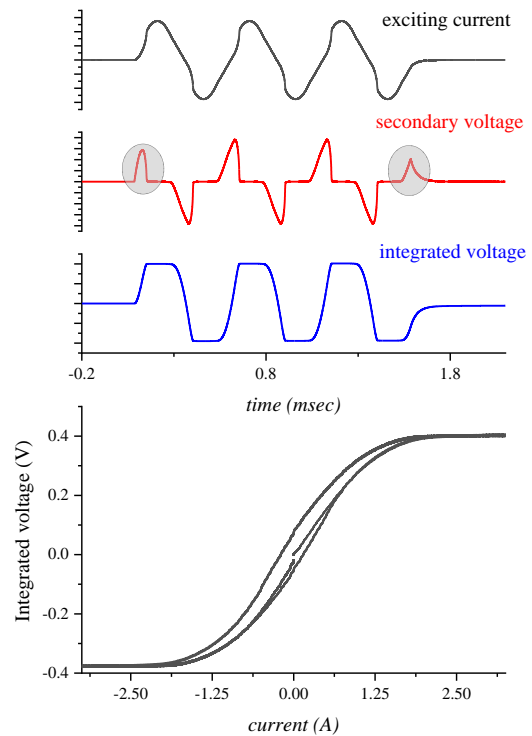 exciting current
secondary voltage
integrated voltage
-0.2 0.8 1.8
time (msec)
Integrated voltage (V)
0.4
0.2
0.0
-0.2
-0.4
-2.50 -1.25 0.00 1.25 2.50
current (A)